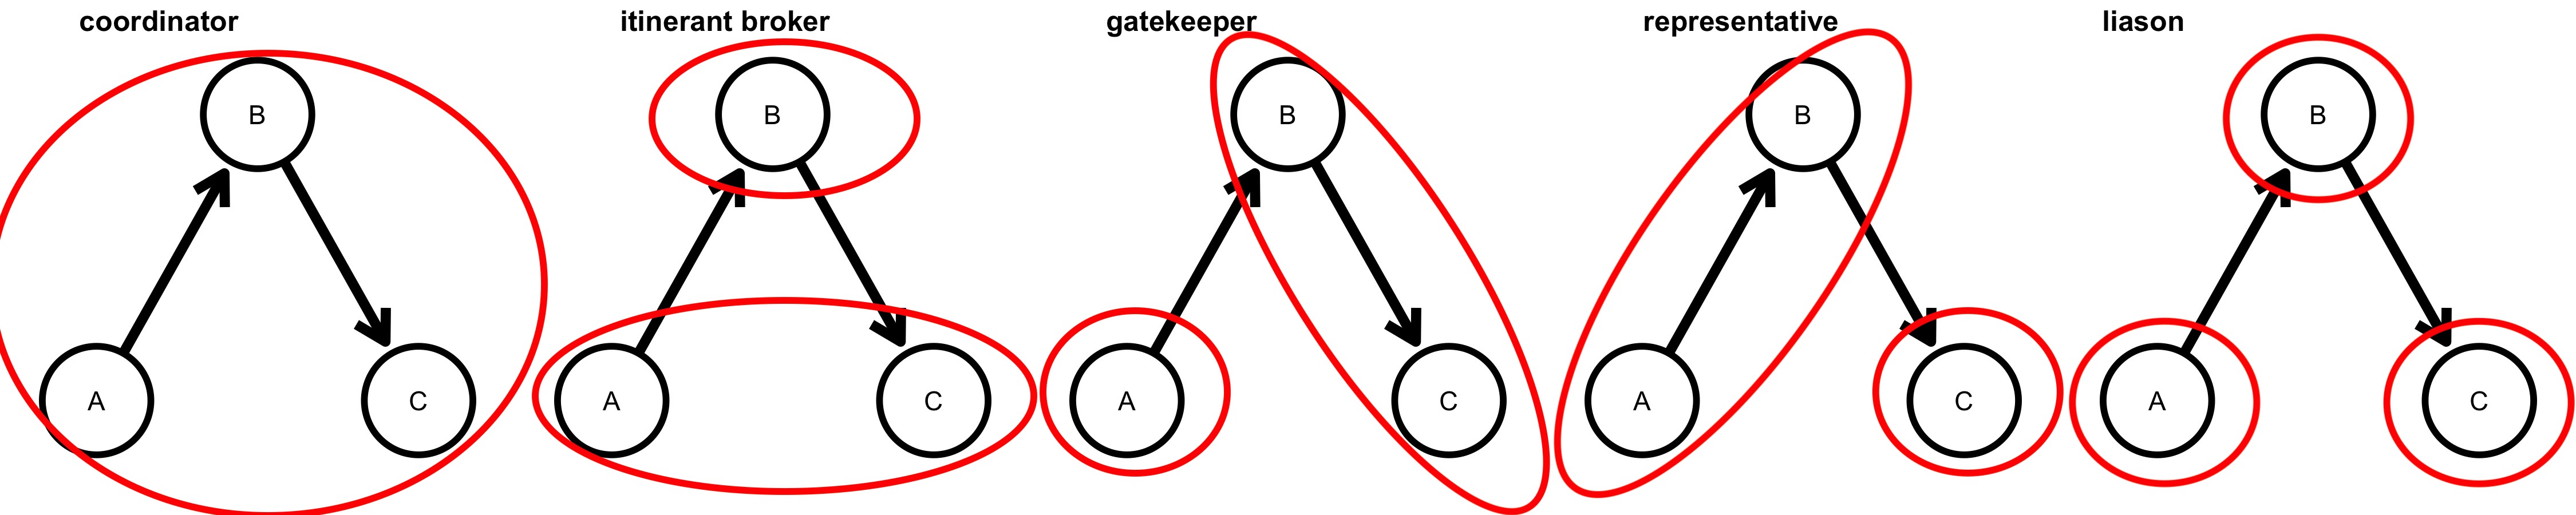 coordinator
B
A
C
itinerant broker
B
A
C
gatekeeper
B
A
C
representative
B
A
C
liason
B
A
C